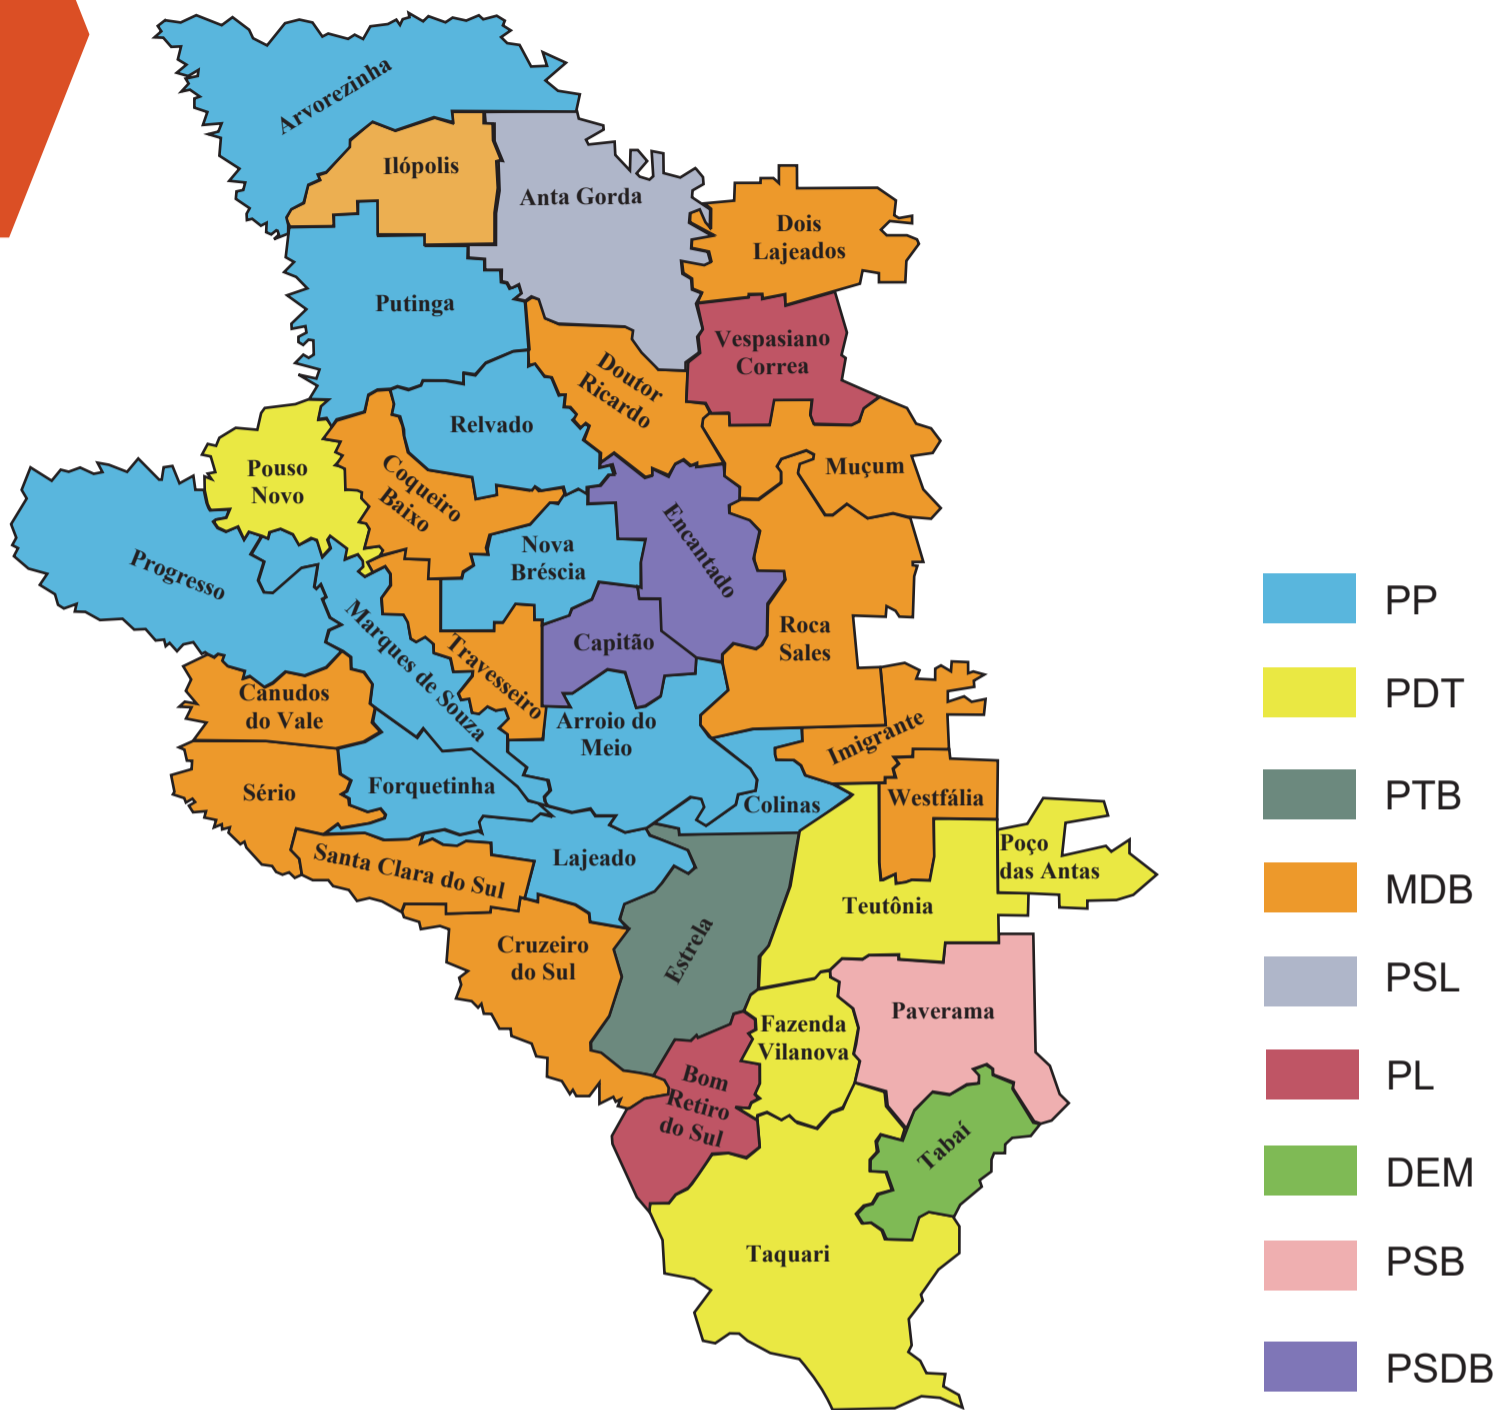 Arvorezinha
Ilópolis
Anta Gorda
Dois
Lajeados
Putinga
Vespasiano
Correa
Doutor
Ricardo
Relvado
Muçum
Pouso
Novo
Coqueiro
Baixo
Encantado
Nova
Bréscia
Progresso
Marques de Souza
Travesseiro
Capitão
Roca
Sales
Canudos
do Vale
Arroio do
Meio
Imigrante
Sério
Forquetinha
Colinas
Westfália
Lajeado
Poço
das Antas
Santa Clara do Sul
Teutônia
Cruzeiro
do Sul
Estrela
Paverama
Fazenda
Vilanova
Bom
Retiro
do Sul
Tabaí
Taquari
PP
PDT
PTB
MDB
PSL
PL
DEM
PSB
PSDB